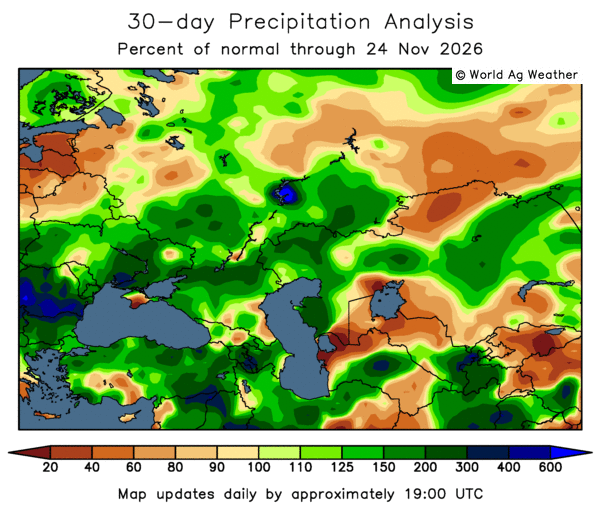 30-day Precipitation Analysis
Percent of normal through 24 Nov 2026
© World Ag Weather
20 40 60 80 90 100 110 125 150 200 300 400 600
Map updates daily by approximately 19:00 UTC